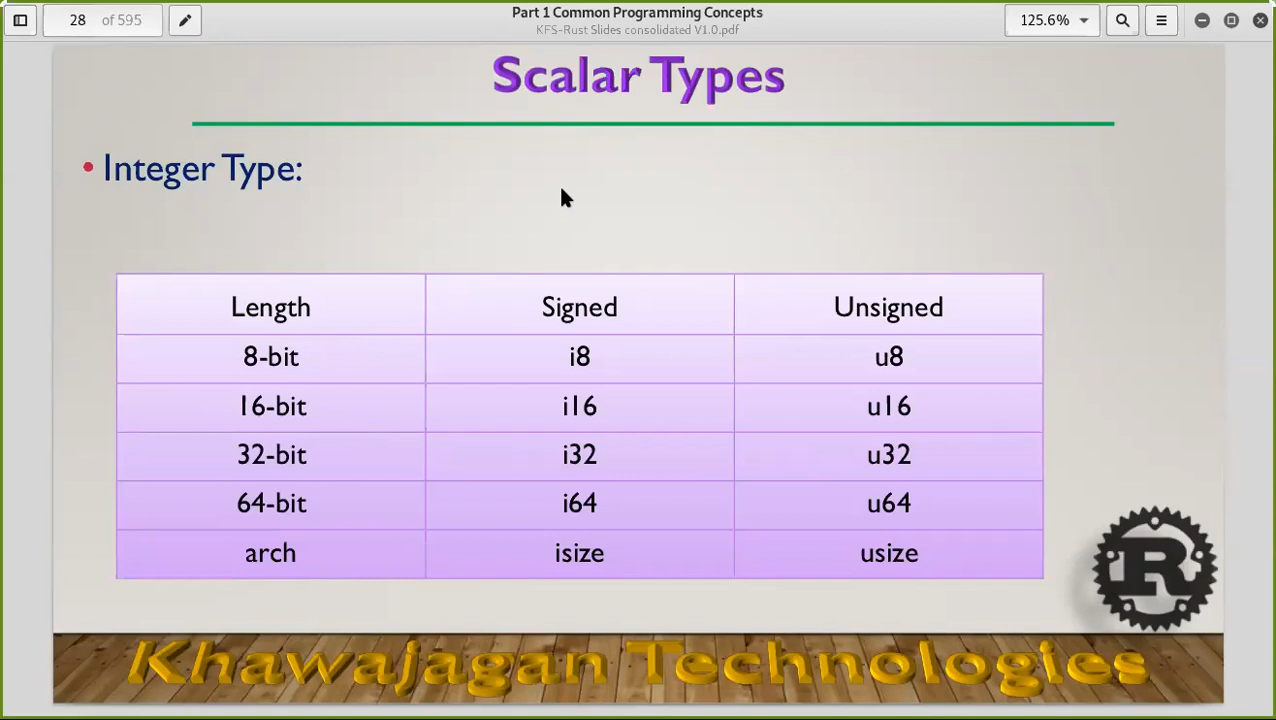 Part 1 Common Programming Concepts
KFS-Rust Slides consolidated V1.0.pdf
28 of 595
125.6%
Scalar Types
• Integer Type:
Length Signed Unsigned
8-bit i8 u8
16-bit i16 u16
32-bit i32 u32
64-bit i64 u64
arch isize usize
R
Khawajagan Technologies